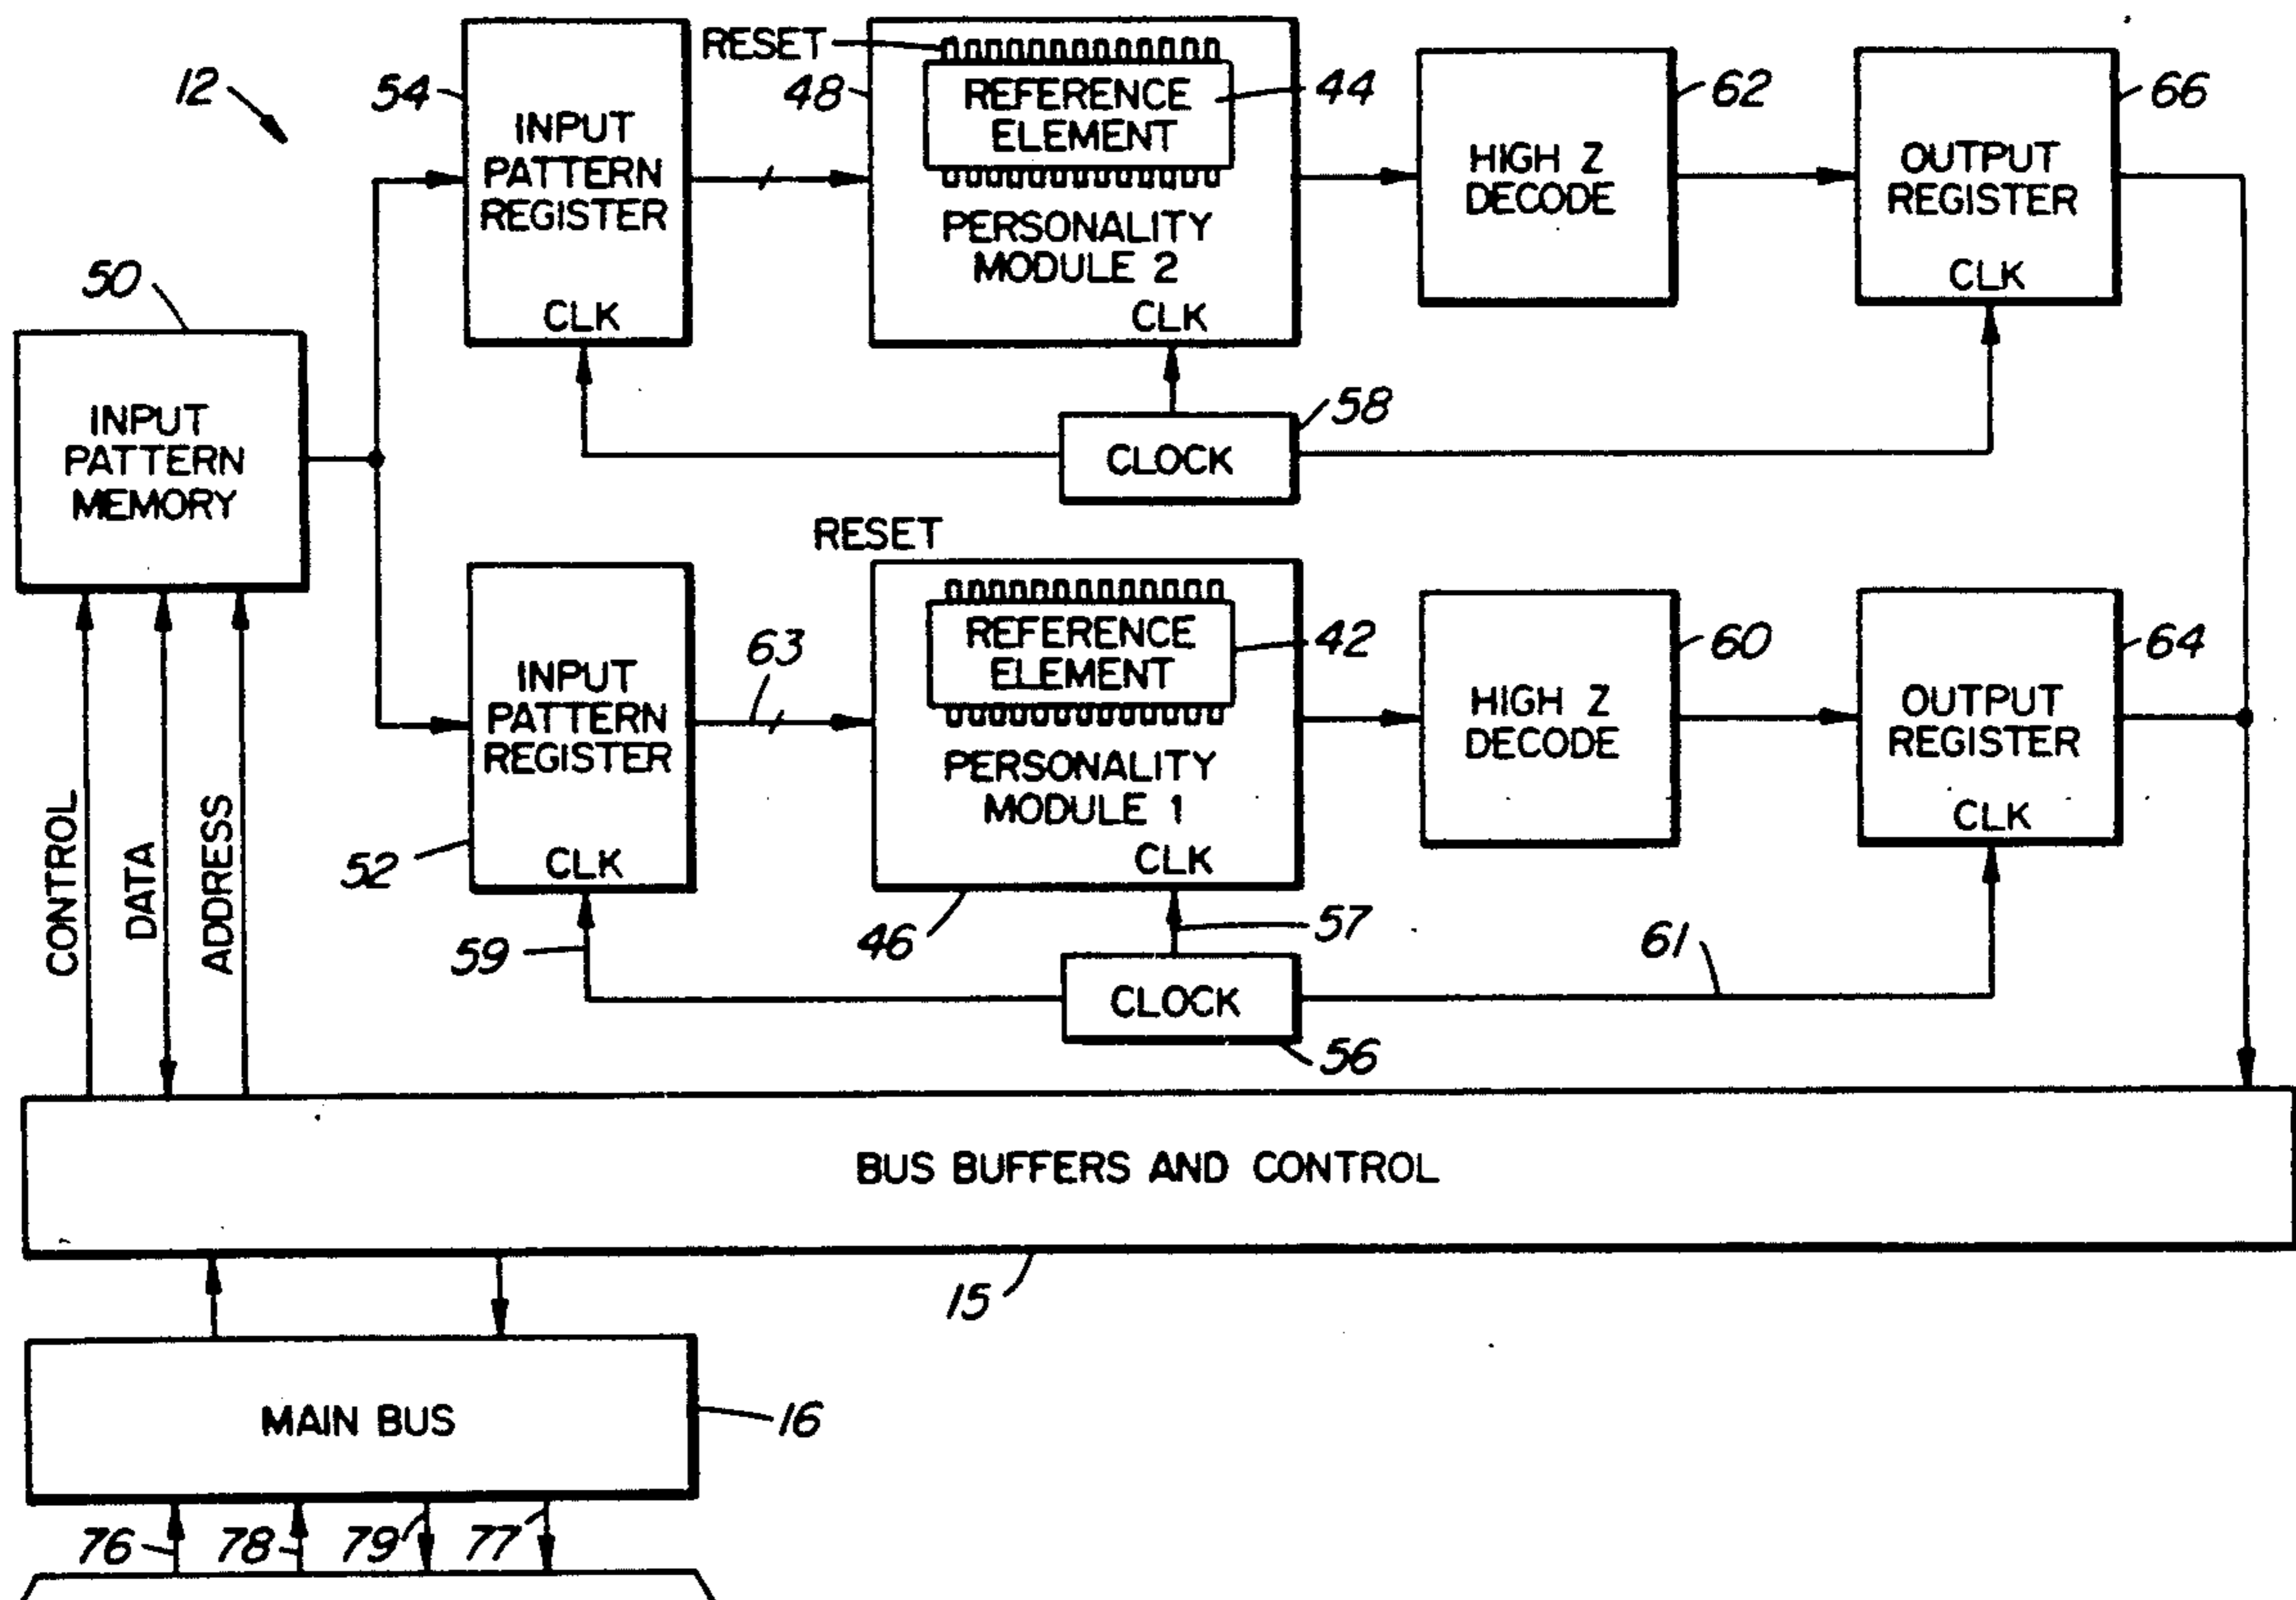 12
54
INPUT
PATTERN
REGISTER
CLK
RESET
48
REFERENCE
ELEMENT
44
PERSONALITY
MODULE 2
CLK
HIGH Z
DECODE
62
OUTPUT
REGISTER
CLK
66
50
INPUT
PATTERN
MEMORY
CLOCK
58
RESET
INPUT
PATTERN
REGISTER
CLK
52
63
REFERENCE
ELEMENT
42
PERSONALITY
MODULE 1
CLK
46
HIGH Z
DECODE
60
OUTPUT
REGISTER
CLK
64
CONTROL
DATA
ADDRESS
59
57
61
CLOCK
56
BUS BUFFERS AND CONTROL
15
MAIN BUS
16
76
78
79
77